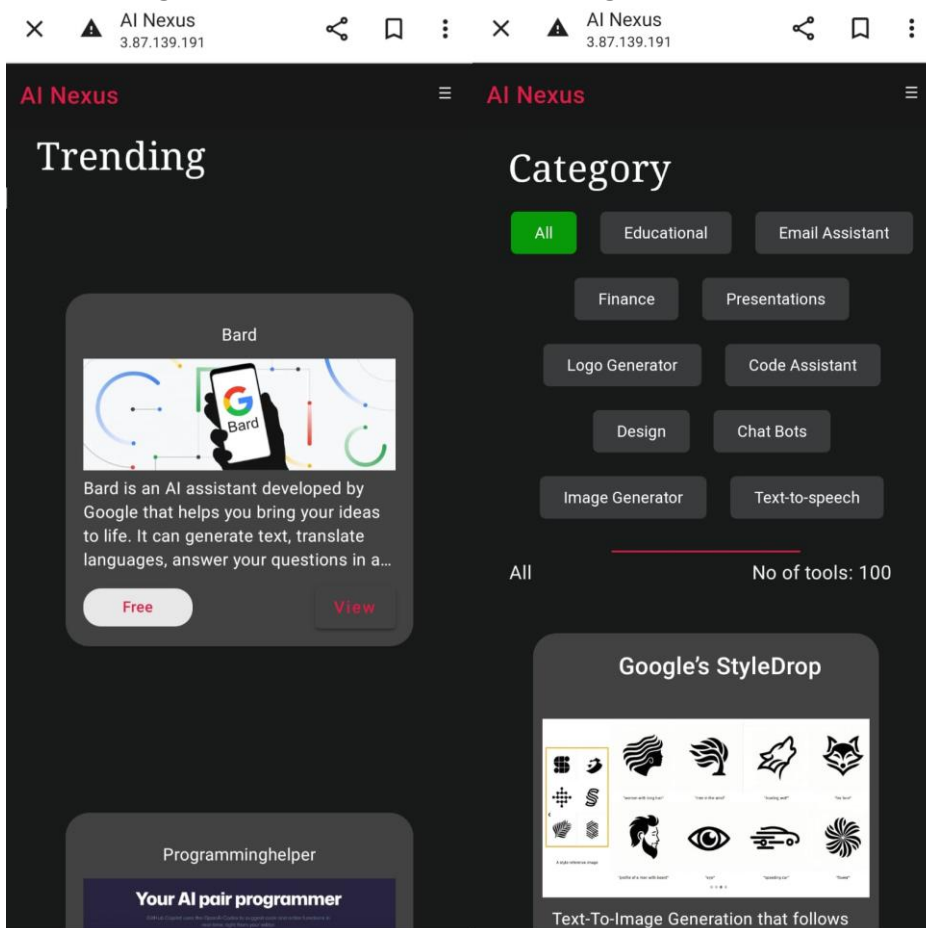 AI Nexus
3.87.139.191
AI Nexus
Trending
Bard
G
Bard
Bard is an AI assistant developed by
Google that helps you bring your ideas
to life. It can generate text, translate
languages, answer your questions in a...
Free
View
Programminghelper
Your AI pair programmer
AI Nexus
3.87.139.191
AI Nexus
Category
All
Educational
Email Assistant
Finance
Presentations
Logo Generator
Code Assistant
Design
Chat Bots
Image Generator
Text-to-speech
All
No of tools: 100
Google’s StyleDrop
Text-To-Image Generation that follows